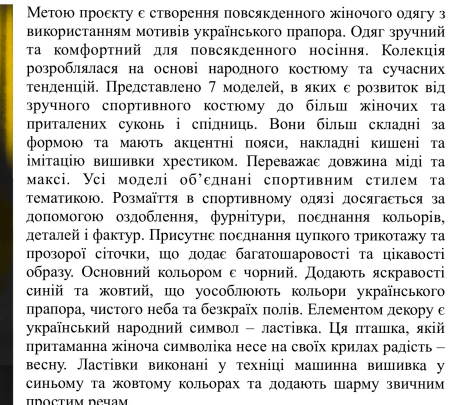 Метою проєкту є створення повсякденного жіночого одягу з
використанням мотивів українського прапора. Одяг зручний
та комфортний для повсякденного носіння. Колекція
розроблялася на основі народного костюму та сучасних
тенденцій. Представлено 7 моделей, в яких є розвиток від
зручного спортивного костюму до більш жіночних та
приталених суконь і спідниць. Вони більш складні за
формою та мають акцентні пояси, накладні кишені та
імітацію вишивки хрестиком. Переважає довжина міді та
максі. Усі моделі об’єднані спортивним стилем та
тематикою. Розмаїття в спортивному одязі досягається за
допомогою оздоблення, фурнітури, поєднання кольорів,
деталей і фактур. Присутнє поєднання цупкого трикотажу та
прозорої сіточки, що додає багатошаровості та цікавості
образу. Основний кольором є чорний. Додають яскравості
синій та жовтий, що уособлюють кольори українського
прапора, чистого неба та безкраїх полів. Елементом декору є
український народний символ – ластівка. Ця пташка, якій
притаманна жіноча символіка несе на своїх крилах радість –
весну. Ластівки виконані у техніці машинна вишивка у
синьому та жовтому кольорах та додають шарму звичним
простим речам